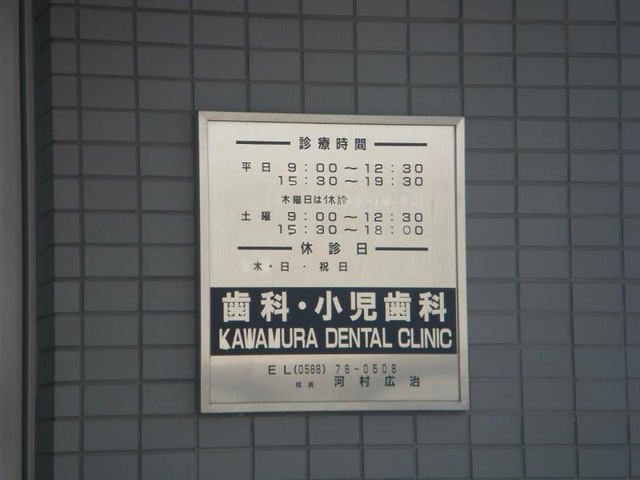 診療時間
平日 9:00〜12:30
15:30〜19:30
木曜日は休診
土曜 9:00〜12:30
15:30〜18:00
休診日
木・日・祝日
歯科・小児歯科
KAWAMURA DENTAL CLINIC
EL(0568) 76-0508
院長 河村広治